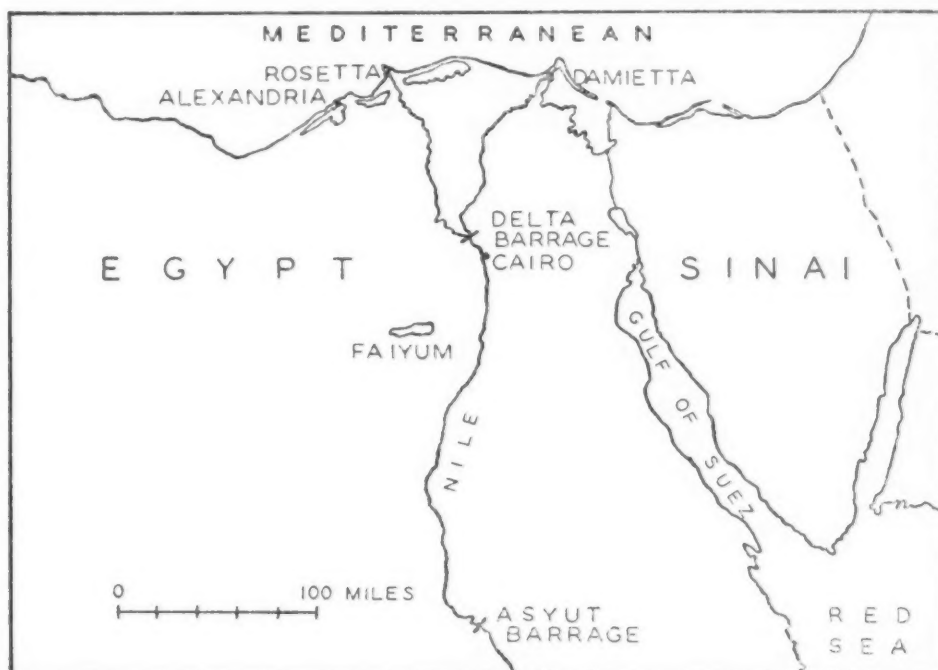 MEDITERRANEAN
ROSETTA
DAMIETTA
ALEXANDRIA
DELTA
BARRAGE
CAIRO
EGYPT
SINAI
FAIYUM
GULF OF SUEZ
NILE
0 100 MILES
ASYUT
BARRAGE
RED
SEA